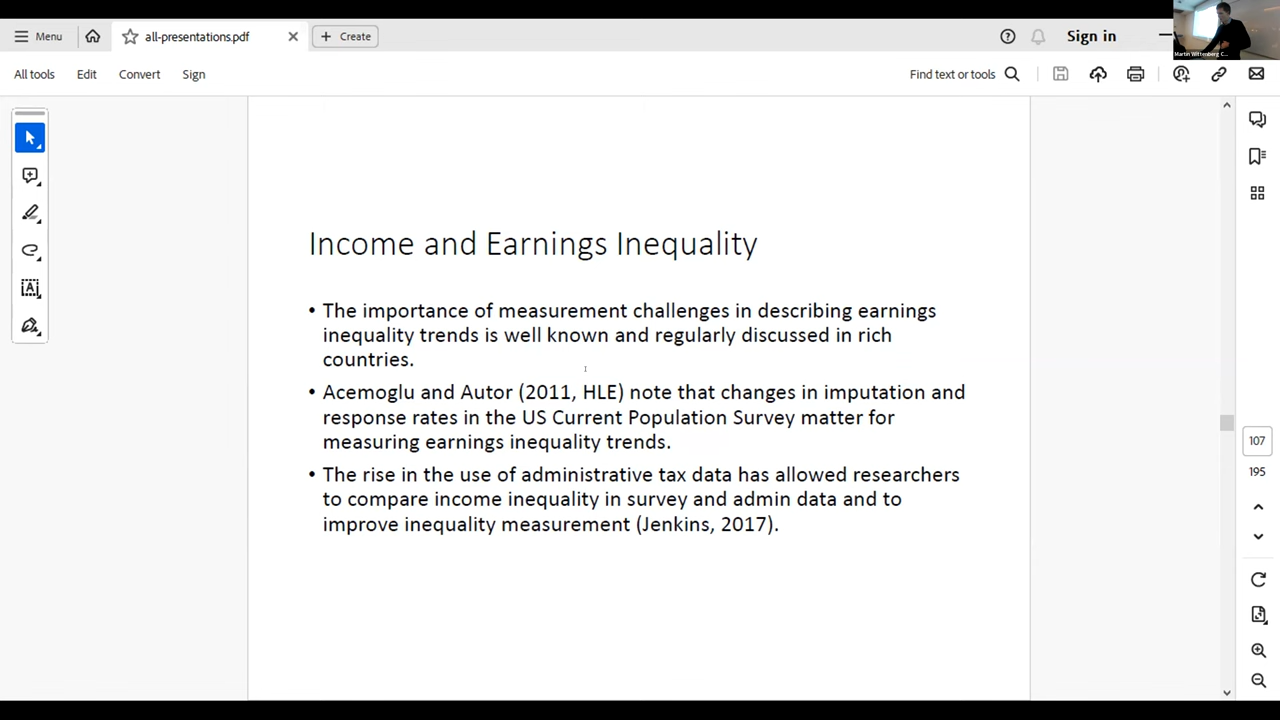 Menu
all-presentations.pdf
Create
Sign in
All tools
Edit
Convert
Sign
Find text or tools
Martin Wittenberg C...
Income and Earnings Inequality
• The importance of measurement challenges in describing earnings
inequality trends is well known and regularly discussed in rich
countries.
• Acemoglu and Autor (2011, HLE) note that changes in imputation and
response rates in the US Current Population Survey matter for
measuring earnings inequality trends.
• The rise in the use of administrative tax data has allowed researchers
to compare income inequality in survey and admin data and to
improve inequality measurement (Jenkins, 2017).
107
195